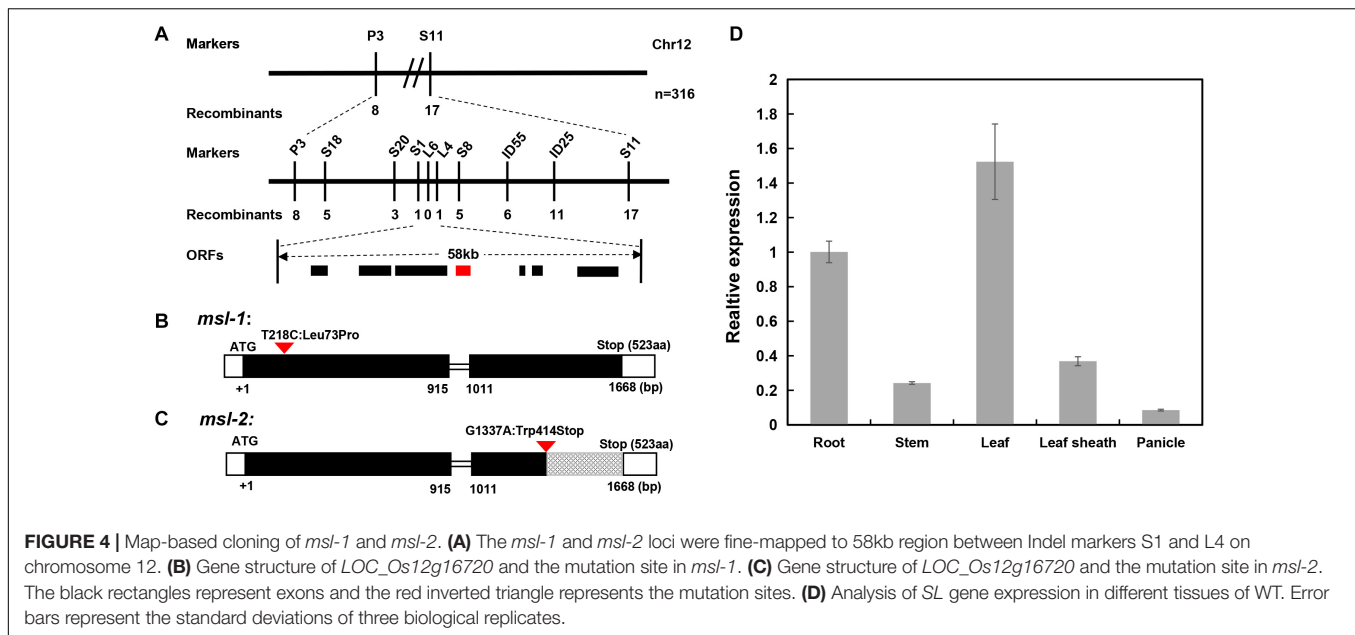 A
Markers
P3 S11
Chr12
n=316
Recombinants
8 17
Markers
P3 S18 S20 S1 L6 L4 S8 ID55 ID25 S11
Recombinants
8 5 3 1 0 1 5 6 11 17
ORFs
58kb
B
msl-1:
T218C:Leu73Pro
ATG
Stop (523aa)
+1 915 1011 1668 (bp)
C
msl-2:
G1337A:Trp414Stop
ATG
Stop (523aa)
+1 915 1011 1668 (bp)
D
Realtive expression
2
1.8
1.6
1.4
1.2
1
0.8
0.6
0.4
0.2
0
Root Stem Leaf Leaf sheath Panicle
FIGURE 4 | Map-based cloning of msl-1 and msl-2. (A) The msl-1 and msl-2 loci were fine-mapped to 58kb region between Indel markers S1 and L4 on
chromosome 12. (B) Gene structure of LOC_Os12g16720 and the mutation site in msl-1. (C) Gene structure of LOC_Os12g16720 and the mutation site in msl-2.
The black rectangles represent exons and the red inverted triangle represents the mutation sites. (D) Analysis of SL gene expression in different tissues of WT. Error
bars represent the standard deviations of three biological replicates.